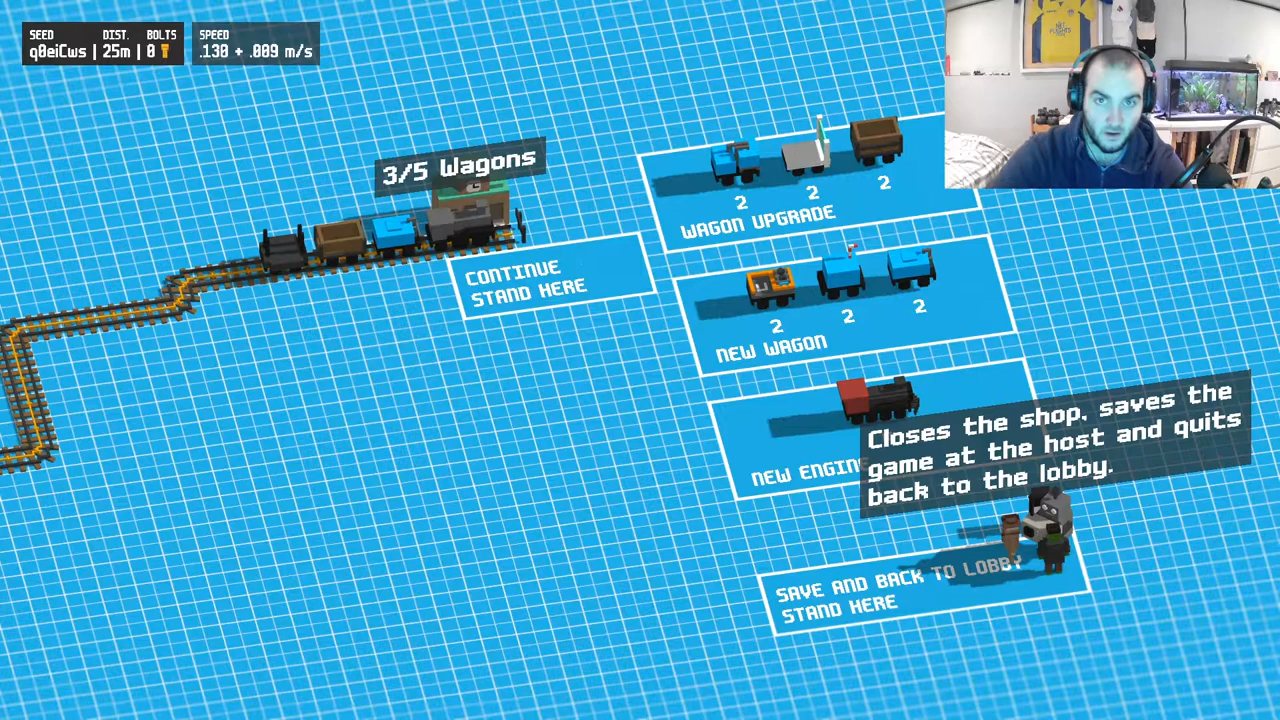 SEED
DIST.
BOLTS
SPEED
q0eiCws | 25m | 0
.130 + .009 m/s
3/5 Wagons
CONTINUE
STAND HERE
2
2
2
WAGON UPGRADE
2
2
2
NEW WAGON
NEW ENGIN
Closes the shop, saves the
game at the host and quits
back to the lobby.
SAVE AND BACK TO LOBBY
STAND HERE